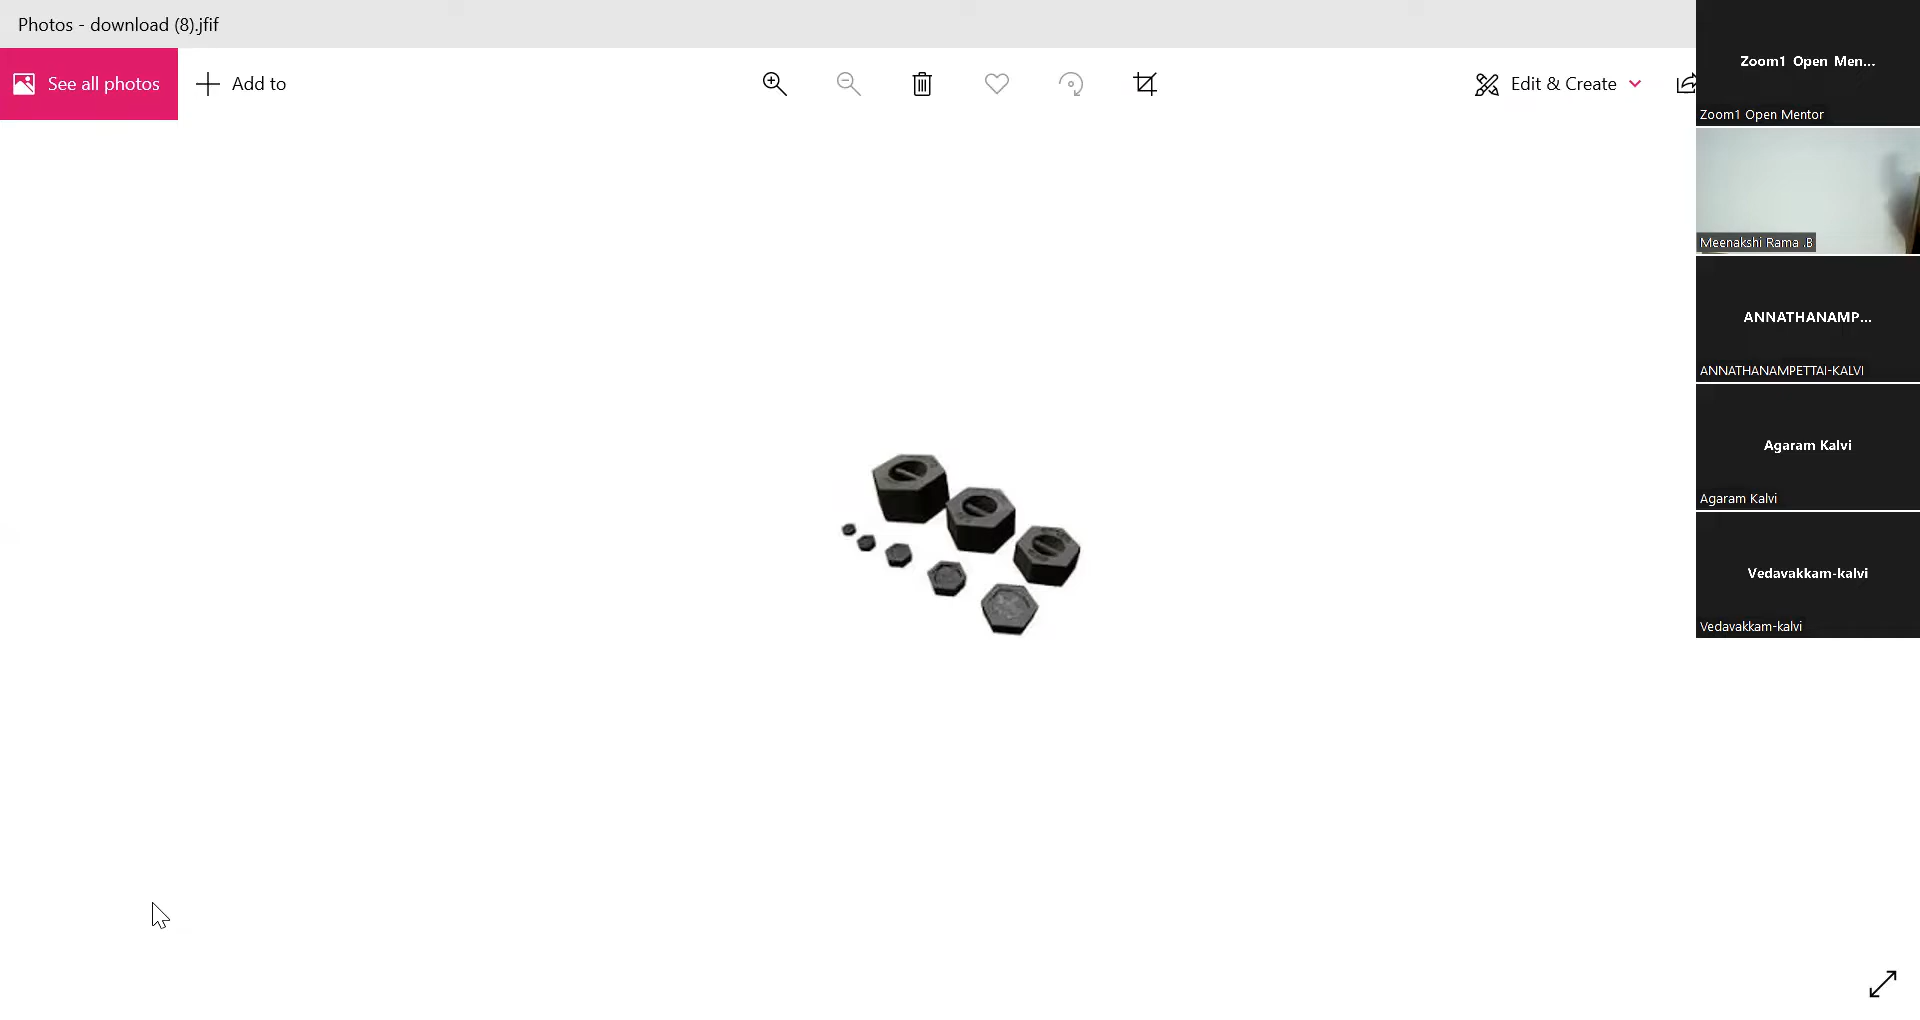 Photos - download (8).jfif
See all photos
Add to
Edit & Create
Zoom1 Open Men...
Zoom1 Open Mentor
Meenakshi Rama .B
ANNATHANAMP...
ANNATHANAMPETTAI-KALVI
Agaram Kalvi
Agaram Kalvi
Vedavakkam-kalvi
Vedavakkam-kalvi